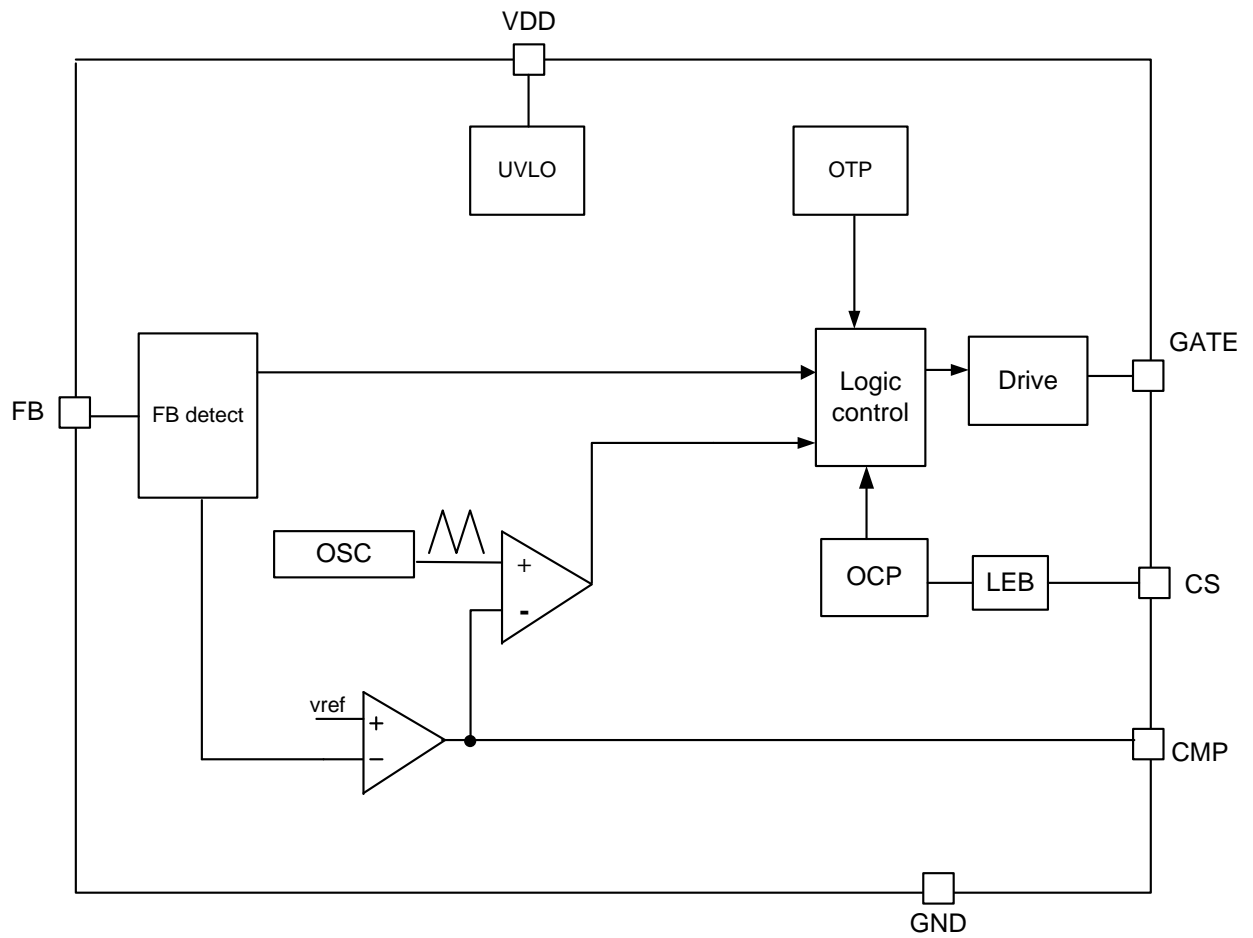 VDD
UVLO
OTP
GATE
Logic
control
Drive
FB
FB detect
OSC
+
-
OCP
LEB
CS
vref
+
−
CMP
GND